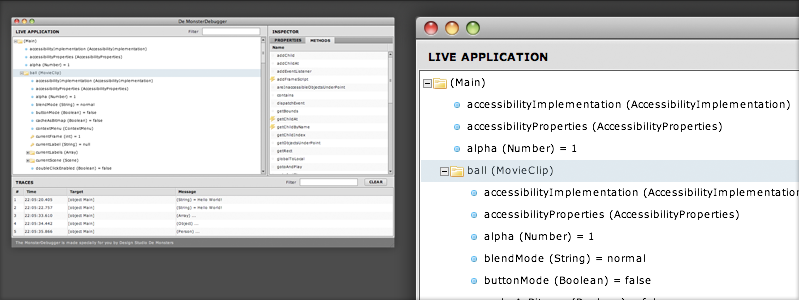 De MonsterDebugger
LIVE APPLICATION
Filter
(Main)
accessibilityImplementation (AccessibilityImplementation)
accessibilityProperties (AccessibilityProperties)
alpha (Number) = 1
ball (MovieClip)
accessibilityImplementation (AccessibilityImplementation)
accessibilityProperties (AccessibilityProperties)
alpha (Number) = 1
blendMode (String) = normal
buttonMode (Boolean) = false
cacheAsBitmap (Boolean) = false
contextMenu (ContextMenu)
currentFrame (int) = 1
currentLabel (String) = null
currentLabels (Array)
currentScene (Scene)
doubleClickEnabled (Boolean) = false
INSPECTOR
PROPERTIES METHODS
Name
addChild
addChildAt
addEventListener
addFrameScript
areInaccessibleObjectsUnderPoint
contains
dispatchEvent
getBounds
getChildAt
getChildByName
getChildIndex
getObjectsUnderPoint
getRect
globalToLocal
gotoAndPlay
TRACES
Filter
CLEAR
# Time Target Message
1 22:05:20.405 [object Main] (String) = Hello World!
2 22:05:22.757 [object Main] (String) = Hello World!
3 22:05:33.610 [object Main] (Array) ...
4 22:05:34.442 [object Main] (Object) ...
5 22:05:35.866 [object Main] (Person) ...
The MonsterDebugger is made specially for you by Design Studio De Monsters
LIVE APPLICATION
(Main)
accessibilityImplementation (AccessibilityImplementation)
accessibilityProperties (AccessibilityProperties)
alpha (Number) = 1
ball (MovieClip)
accessibilityImplementation (AccessibilityImplementation
accessibilityProperties (AccessibilityProperties)
alpha (Number) = 1
blendMode (String) = normal
buttonMode (Boolean) = false